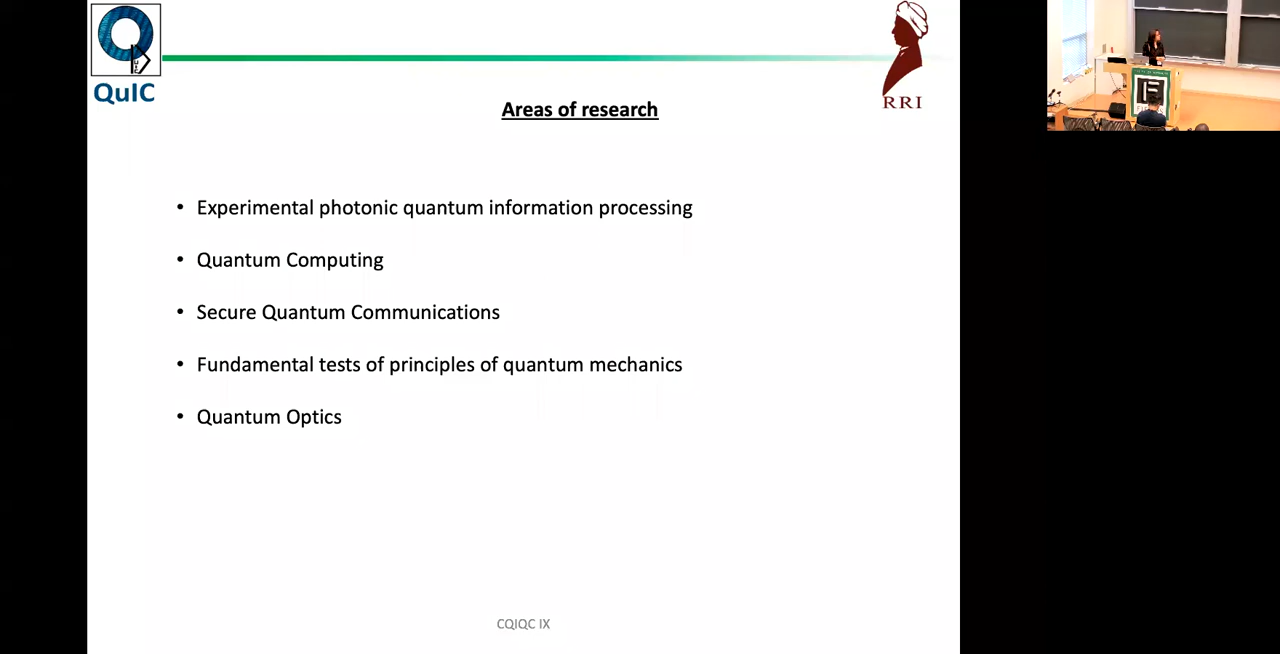 QuIC
RRI
Areas of research
• Experimental photonic quantum information processing
• Quantum Computing
• Secure Quantum Communications
• Fundamental tests of principles of quantum mechanics
• Quantum Optics
CQIQC IX